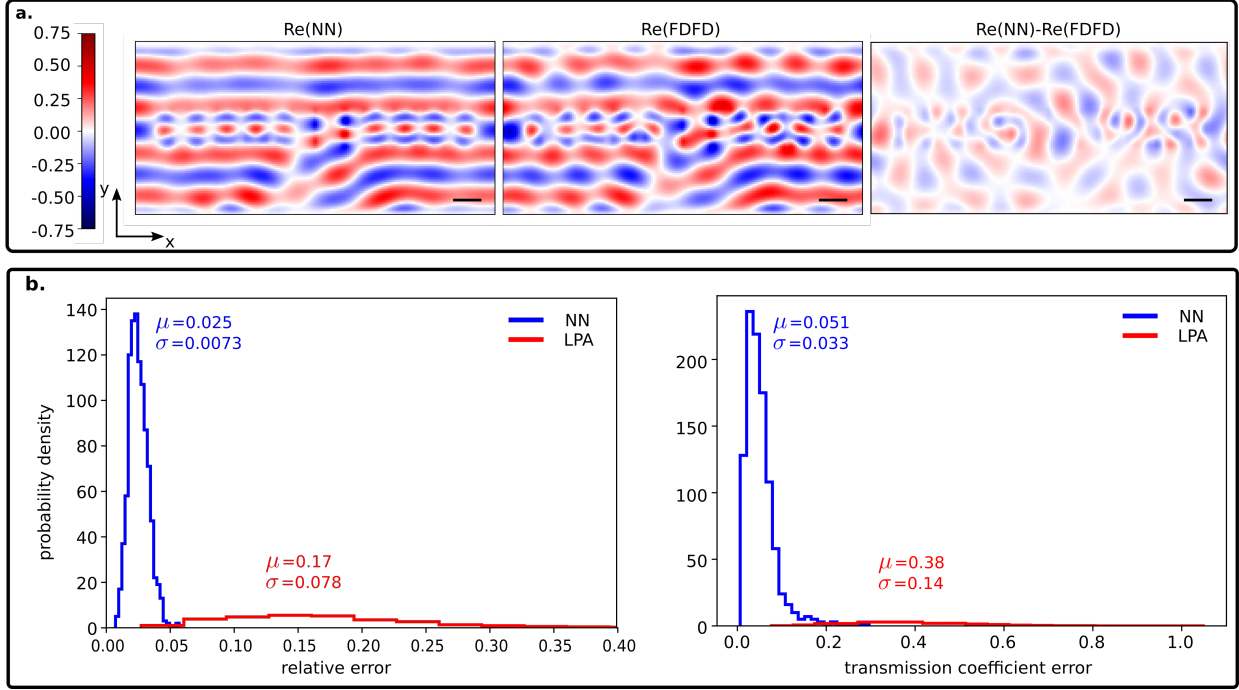 a.
Re(NN)
Re(FDFD)
Re(NN)-Re(FDFD)
0.75
0.50
0.25
0.00
-0.25
-0.50
-0.75
y
x
b.
140
120
100
80
60
40
20
0
probability density
μ=0.025
σ=0.0073
NN
LPA
μ=0.17
σ=0.078
0.00 0.05 0.10 0.15 0.20 0.25 0.30 0.35 0.40
relative error
200
150
100
50
0
μ=0.051
σ=0.033
NN
LPA
μ=0.38
σ=0.14
0.0 0.2 0.4 0.6 0.8 1.0
transmission coefficient error